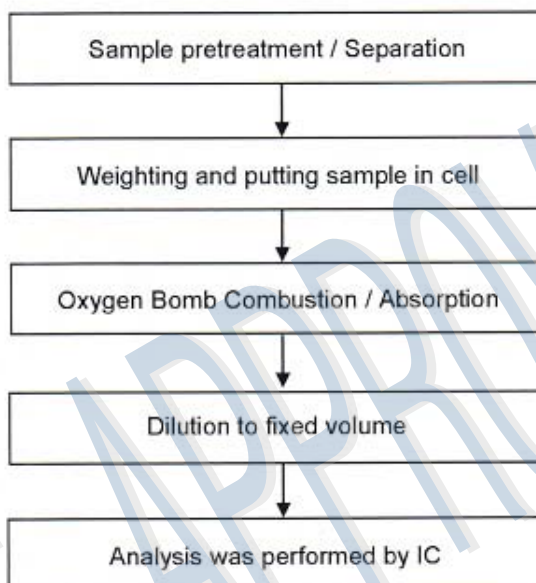 Sample pretreatment / Separation
Weighting and putting sample in cell
Oxygen Bomb Combustion / Absorption
Dilution to fixed volume
Analysis was performed by IC